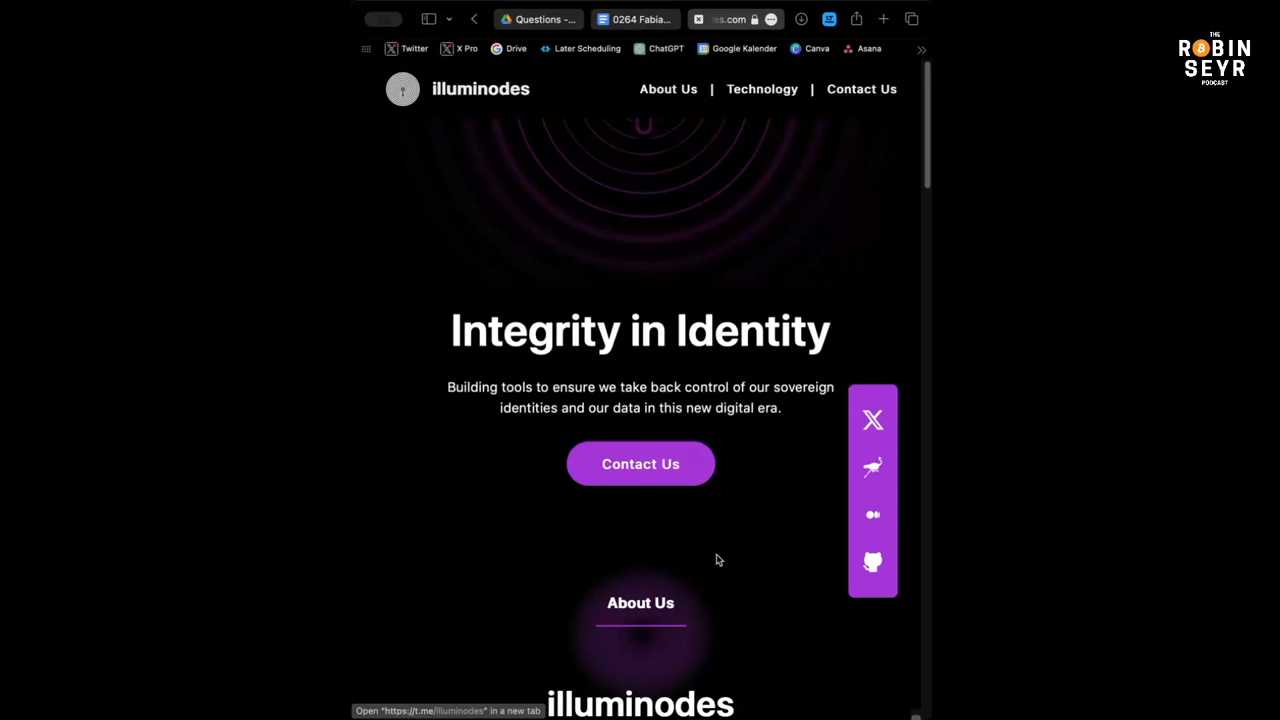 Questions -...
0264 Fabia...
es.com
THE
ROBIN
SEYR
PODCAST
Twitter
X Pro
Drive
Later Scheduling
ChatGPT
Google Kalender
Canva
Asana
illuminodes
About Us | Technology | Contact Us
Integrity in Identity
Building tools to ensure we take back control of our sovereign
identities and our data in this new digital era.
Contact Us
About Us
illuminodes
Open "https://t.me/illuminodes" in a new tab